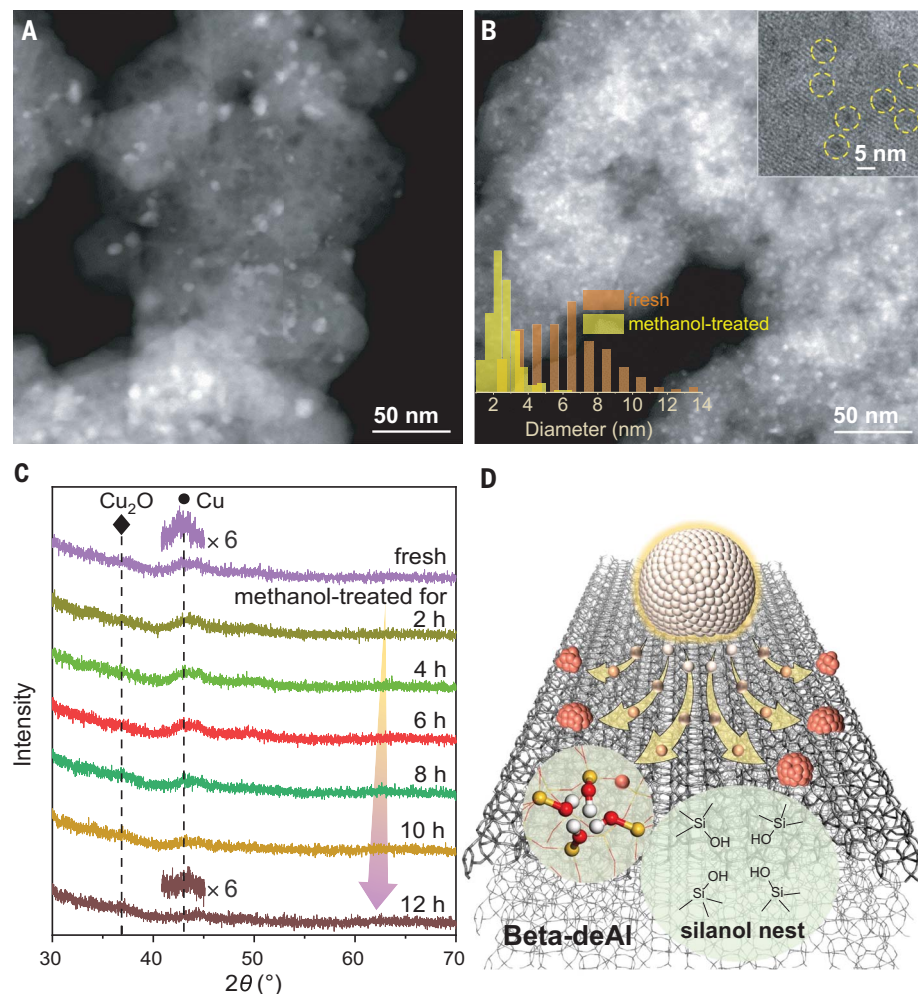 A
50 nm
B
5 nm
fresh
methanol-treated
2 4 6 8 10 12 14
Diameter (nm)
50 nm
C
Cu₂O
Cu
× 6
fresh
methanol-treated for
2 h
4 h
6 h
8 h
10 h
× 6
12 h
Intensity
30 40 50 60 70
2θ (°)
D
Si
OH
Si
HO
OH
Si
Si
HO
Beta-deAl
silanol nest